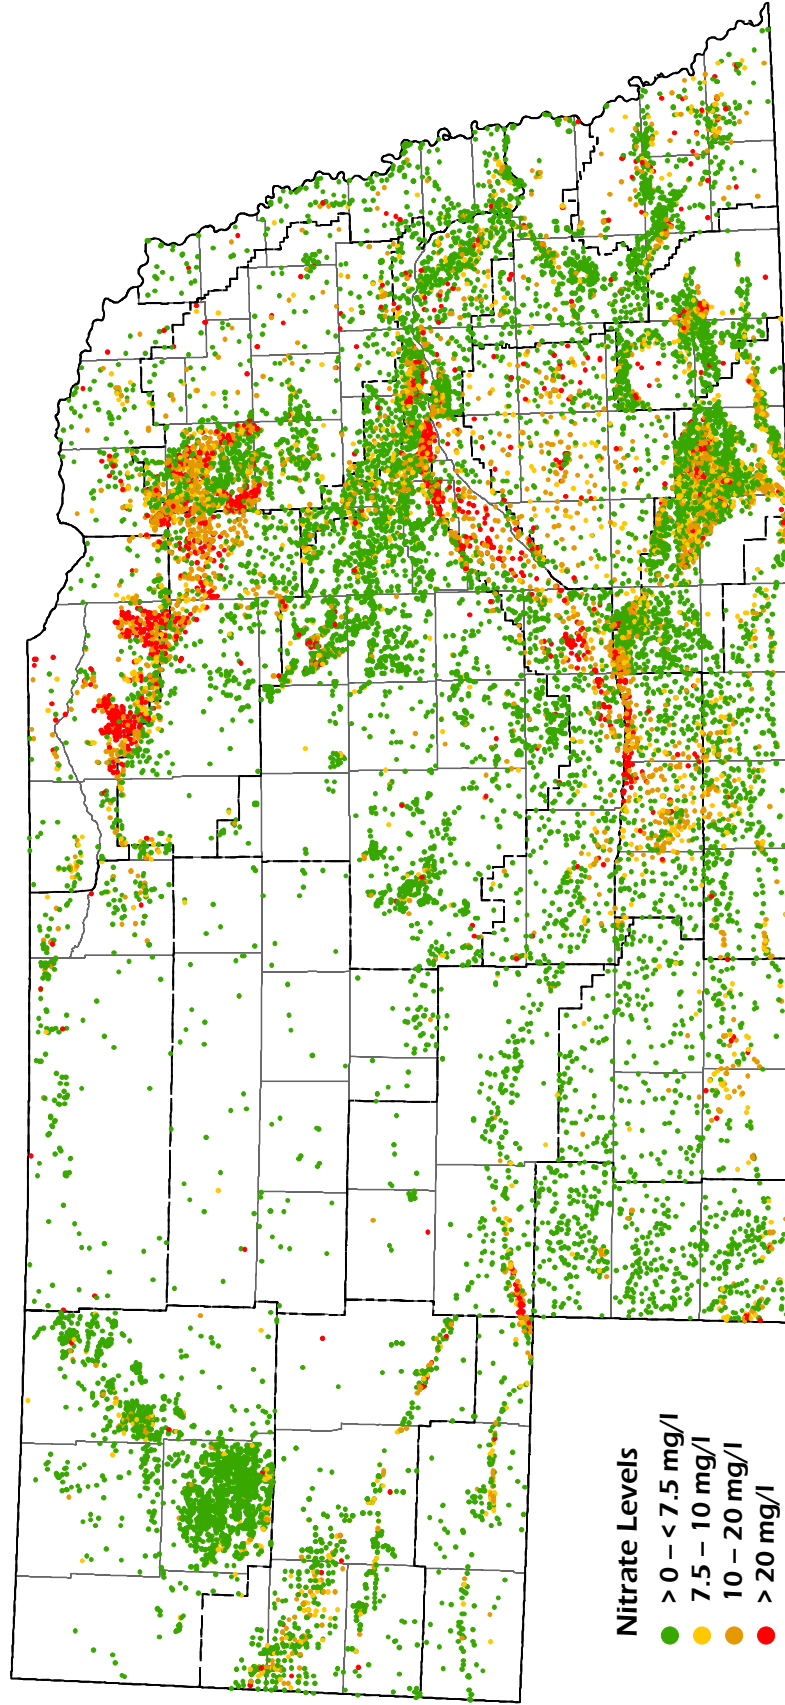 Nitrate Levels
> 0 – < 7.5 mg/l
7.5 – 10 mg/l
10 – 20 mg/l
> 20 mg/l